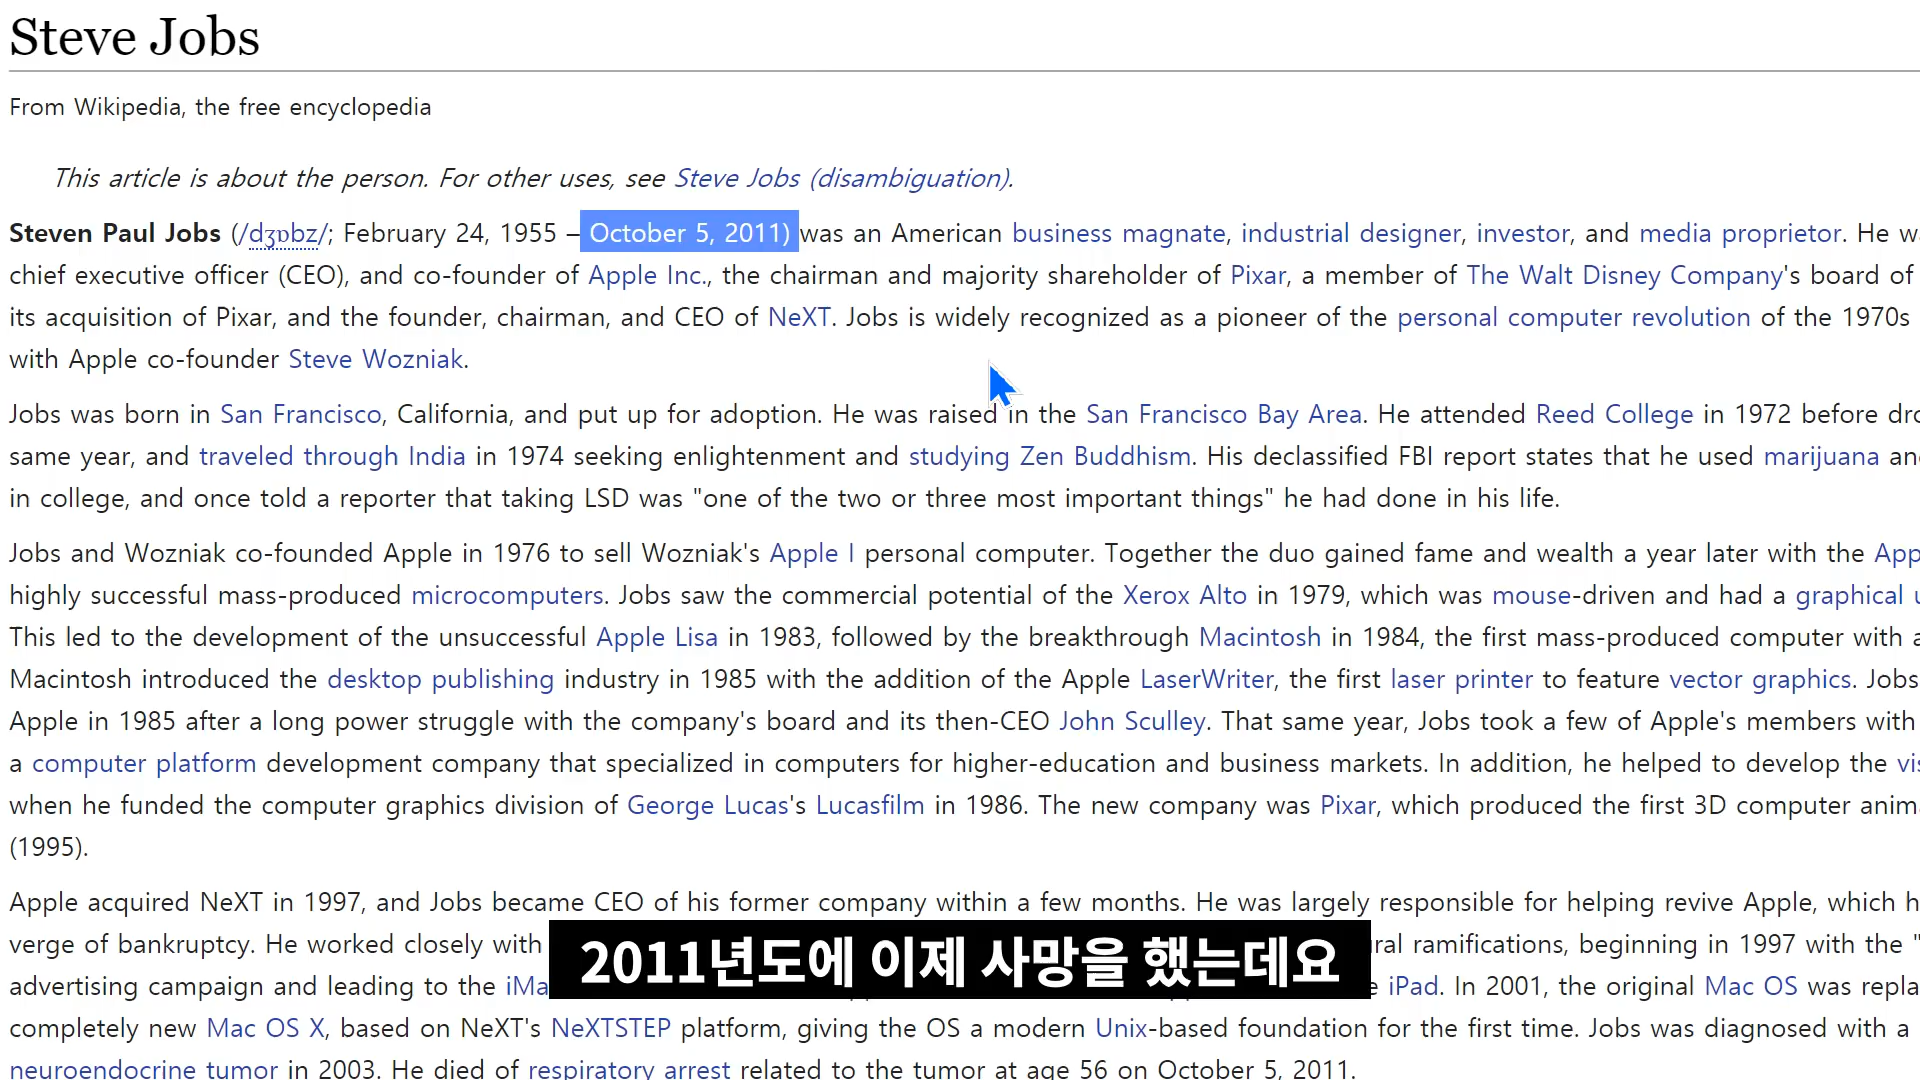 Steve Jobs
From Wikipedia, the free encyclopedia
This article is about the person. For other uses, see Steve Jobs (disambiguation).
Steven Paul Jobs (/dʒɒbz/; February 24, 1955 – October 5, 2011) was an American business magnate, industrial designer, investor, and media proprietor. He
chief executive officer (CEO), and co-founder of Apple Inc., the chairman and majority shareholder of Pixar, a member of The Walt Disney Company's board of
its acquisition of Pixar, and the founder, chairman, and CEO of NeXT. Jobs is widely recognized as a pioneer of the personal computer revolution of the 1970s
with Apple co-founder Steve Wozniak.
Jobs was born in San Francisco, California, and put up for adoption. He was raised in the San Francisco Bay Area. He attended Reed College in 1972 before
same year, and traveled through India in 1974 seeking enlightenment and studying Zen Buddhism. His declassified FBI report states that he used marijuana
in college, and once told a reporter that taking LSD was "one of the two or three most important things" he had done in his life.
Jobs and Wozniak co-founded Apple in 1976 to sell Wozniak's Apple I personal computer. Together the duo gained fame and wealth a year later with the
highly successful mass-produced microcomputers. Jobs saw the commercial potential of the Xerox Alto in 1979, which was mouse-driven and had a graphical
This led to the development of the unsuccessful Apple Lisa in 1983, followed by the breakthrough Macintosh in 1984, the first mass-produced computer with
Macintosh introduced the desktop publishing industry in 1985 with the addition of the Apple LaserWriter, the first laser printer to feature vector graphics. Jobs
Apple in 1985 after a long power struggle with the company's board and its then-CEO John Sculley. That same year, Jobs took a few of Apple's members with
a computer platform development company that specialized in computers for higher-education and business markets. In addition, he helped to develop the
when he funded the computer graphics division of George Lucas's Lucasfilm in 1986. The new company was Pixar, which produced the first 3D computer
(1995).
Apple acquired NeXT in 1997, and Jobs became CEO of his former company within a few months. He was largely responsible for helping revive Apple, which
verge of bankruptcy. He worked closely with ramifications, beginning in 1997 with the "
advertising campaign and leading to the iPad. In 2001, the original Mac OS was
completely new Mac OS X, based on NeXT's NeXTSTEP platform, giving the OS a modern Unix-based foundation for the first time. Jobs was diagnosed with a
neuroendocrine tumor in 2003. He died of respiratory arrest related to the tumor at age 56 on October 5, 2011.
2011년도에 이제 사망을 했는데요